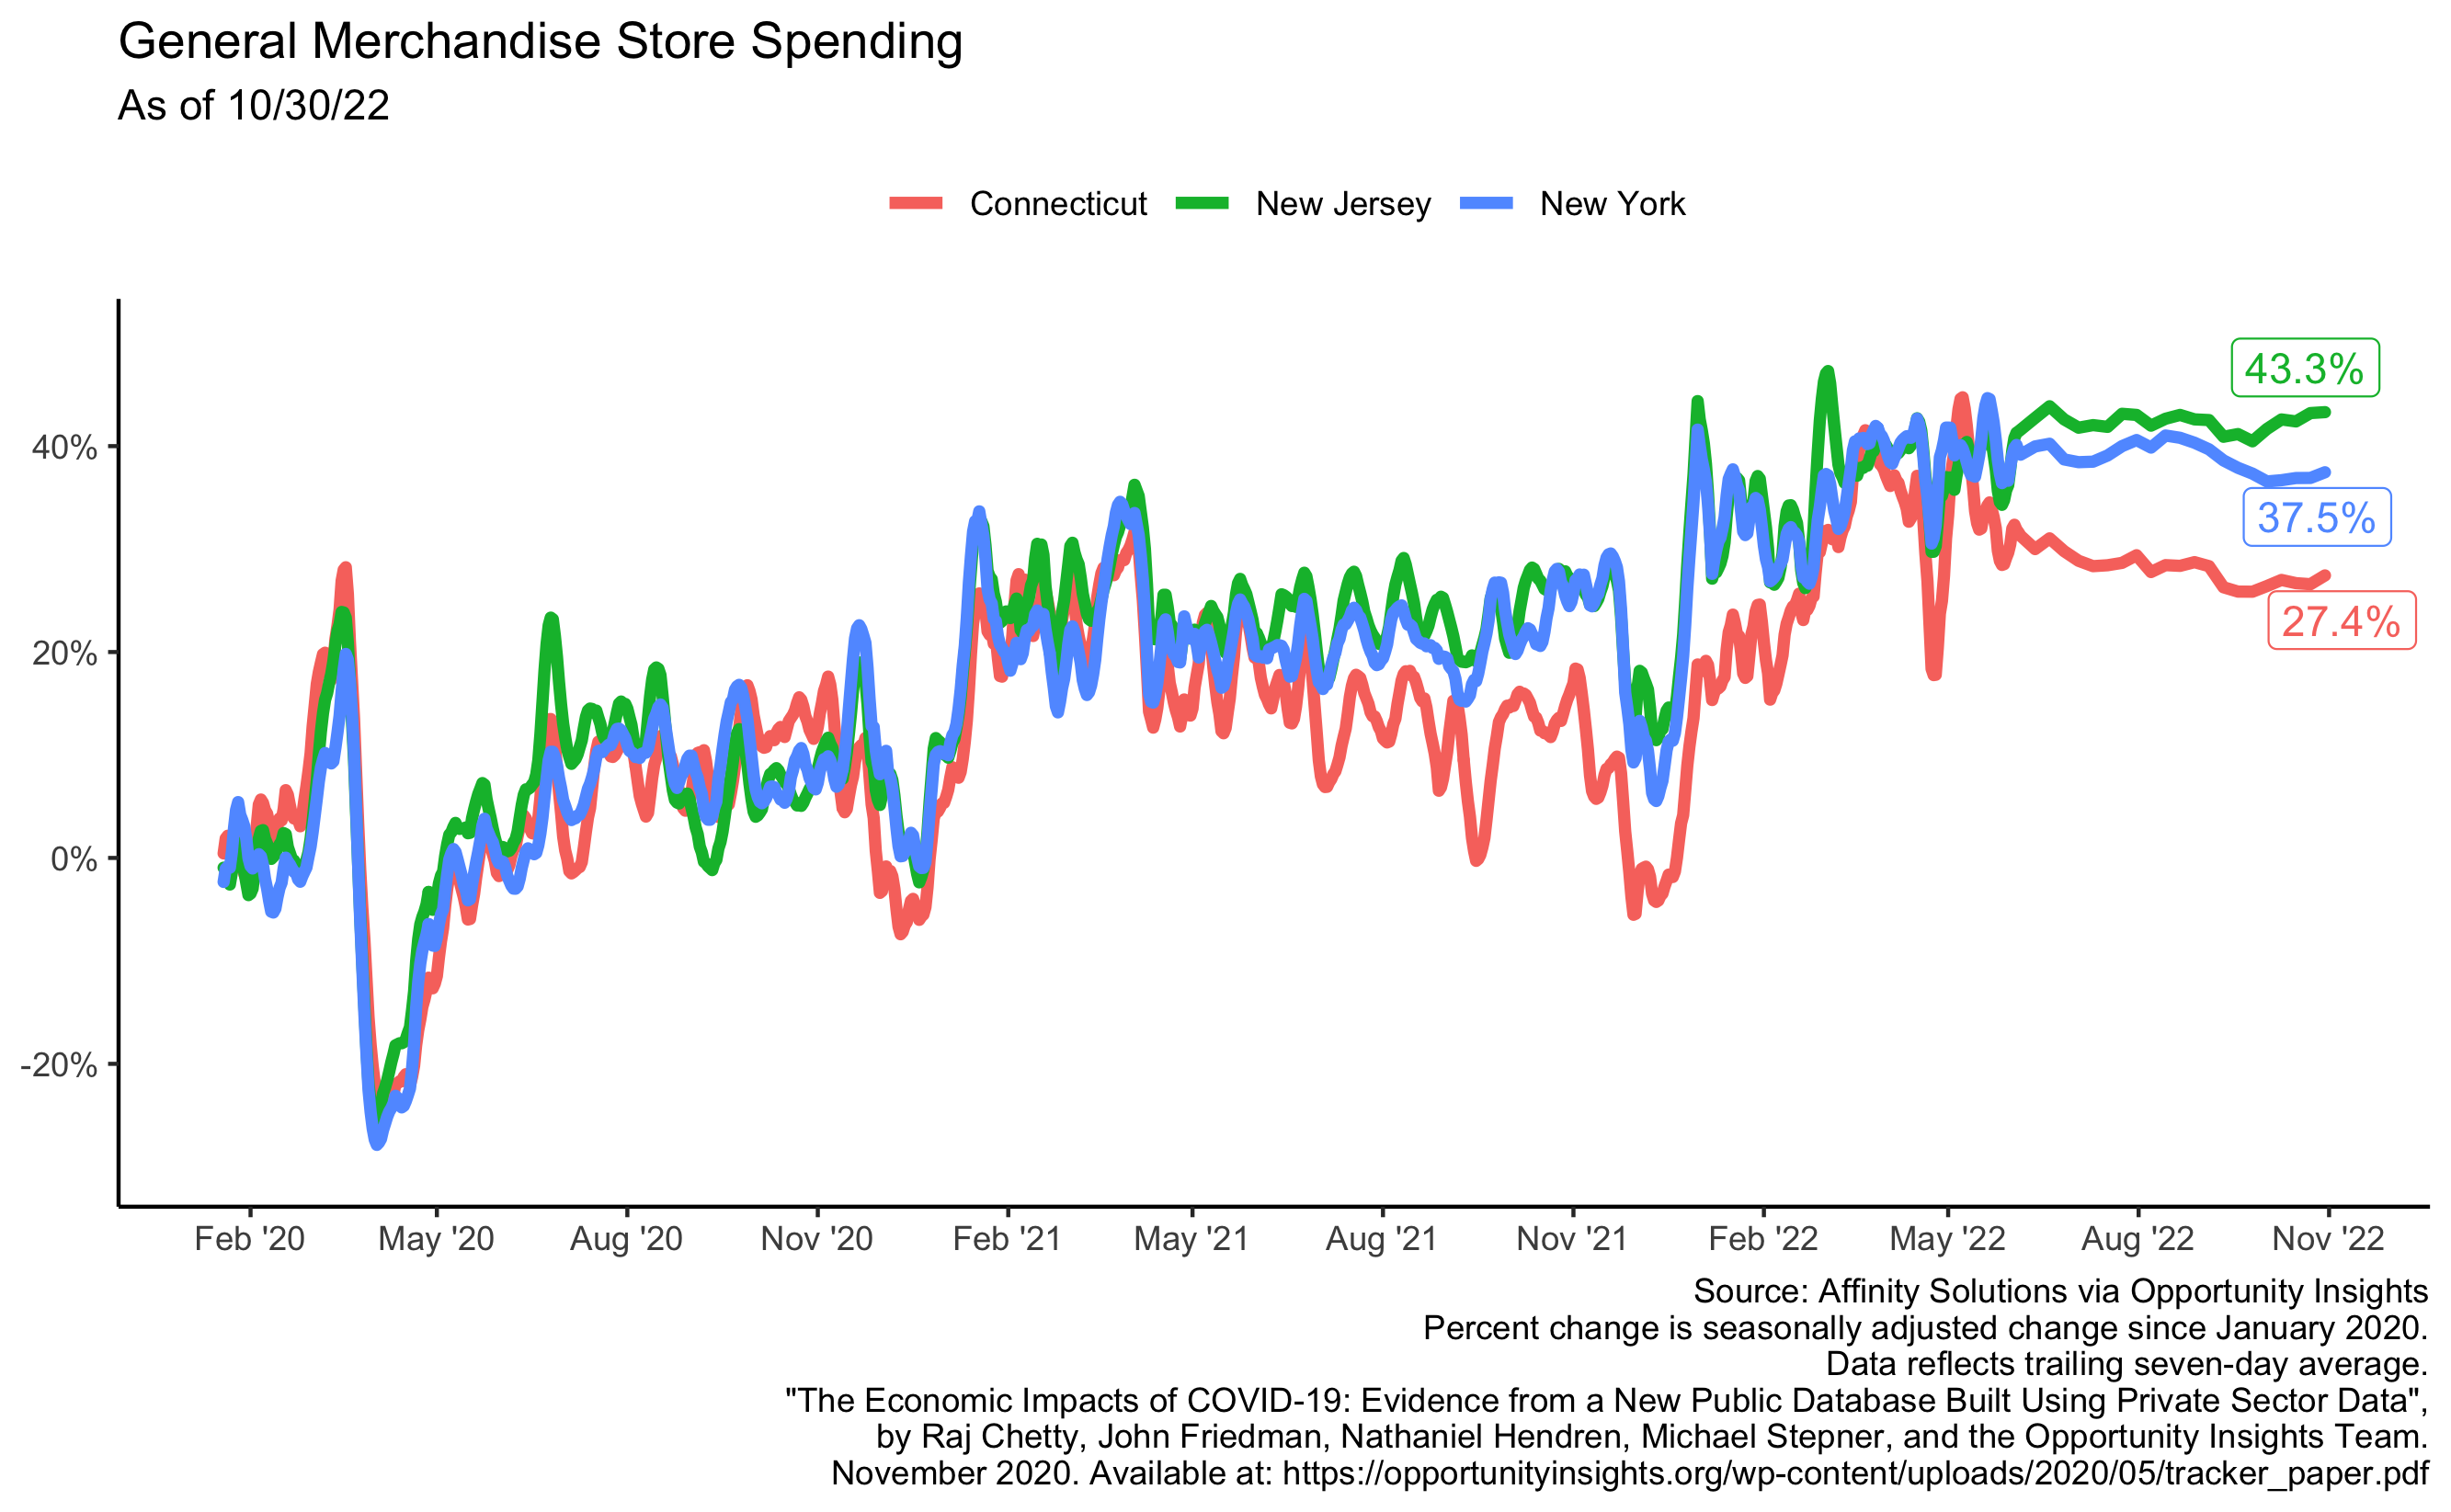 General Merchandise Store Spending
As of 10/30/22
Connecticut New Jersey New York
43.3%
40%
37.5%
27.4%
20%
0%
-20%
Feb '20 May '20 Aug '20 Nov '20 Feb '21 May '21 Aug '21 Nov '21 Feb '22 May '22 Aug '22 Nov '22
Source: Affinity Solutions via Opportunity Insights
Percent change is seasonally adjusted change since January 2020.
Data reflects trailing seven-day average.
"The Economic Impacts of COVID-19: Evidence from a New Public Database Built Using Private Sector Data",
by Raj Chetty, John Friedman, Nathaniel Hendren, Michael Stepner, and the Opportunity Insights Team.
November 2020. Available at: https://opportunityinsights.org/wp-content/uploads/2020/05/tracker_paper.pdf